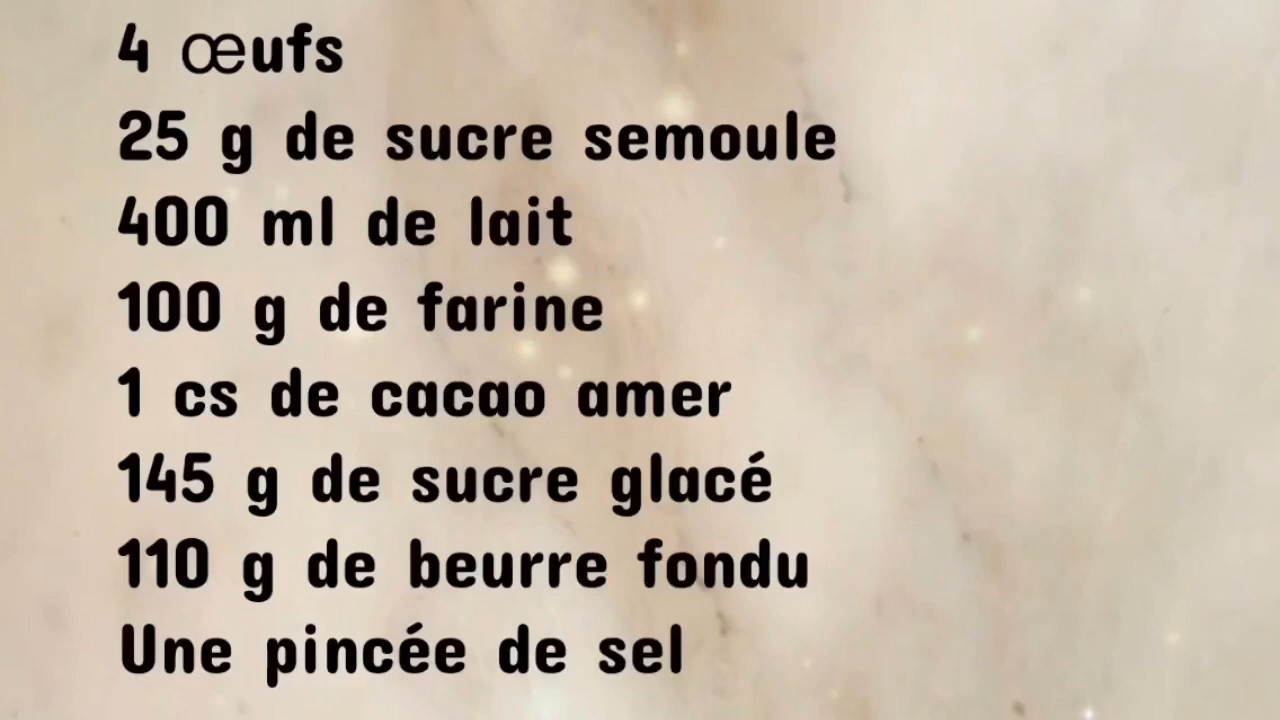 4 œufs
25 g de sucre semoule
400 ml de lait
100 g de farine
1 cs de cacao amer
145 g de sucre glacé
110 g de beurre fondu
Une pincée de sel